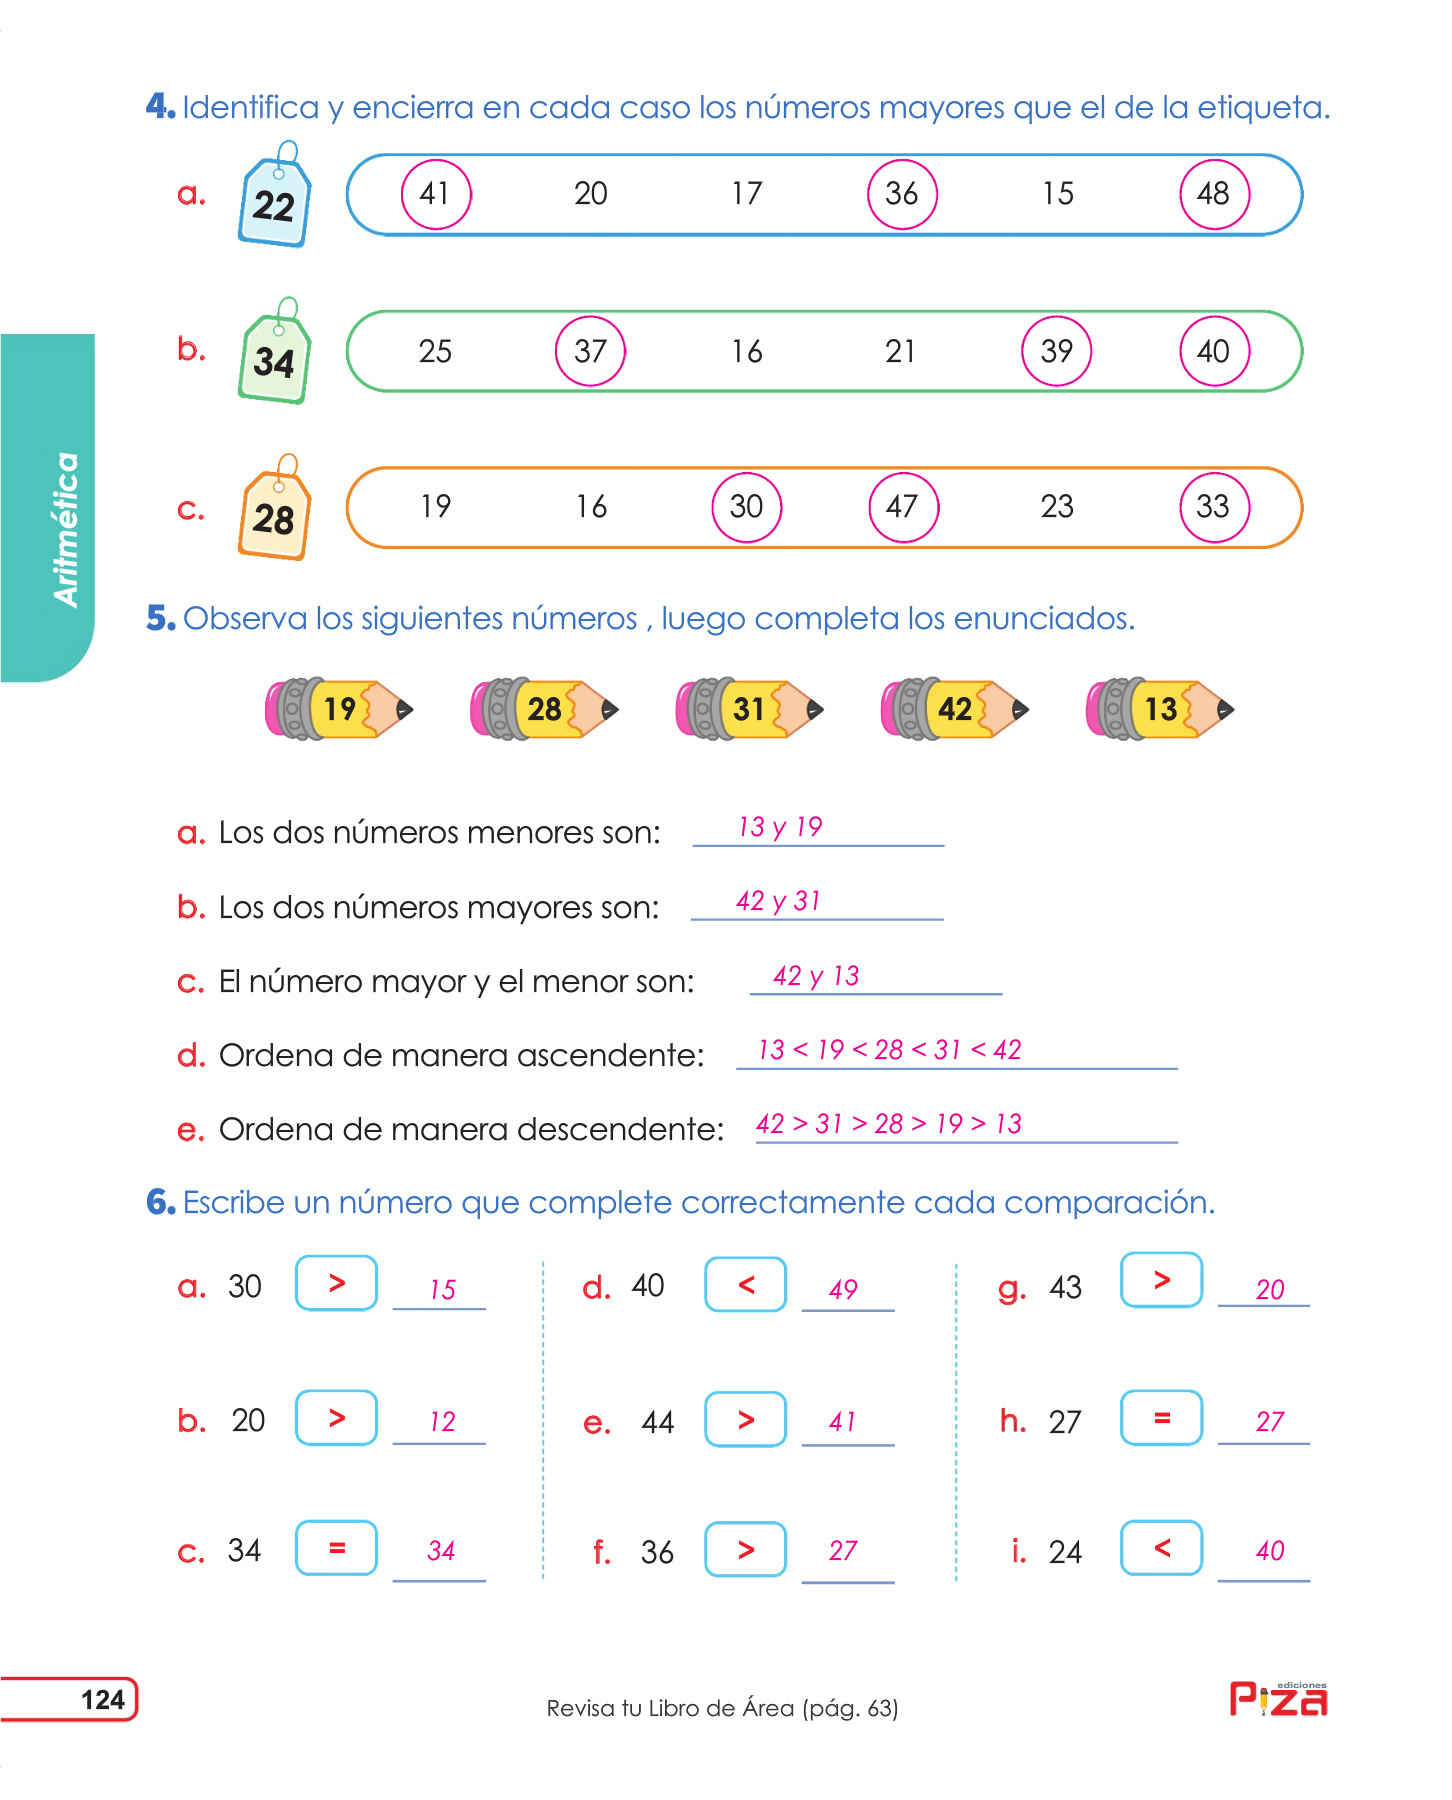 4. Identifica y encierra en cada caso los números mayores que el de la etiqueta.
a. 22 41 20 17 36 15 48
b. 34 25 37 16 21 39 40
c. 28 19 16 30 47 23 33
Aritmética
5. Observa los siguientes números , luego completa los enunciados.
19 28 31 42 13
a. Los dos números menores son: 13 y 19
b. Los dos números mayores son: 42 y 31
c. El número mayor y el menor son: 42 y 13
d. Ordena de manera ascendente: 13 < 19 < 28 < 31 < 42
e. Ordena de manera descendente: 42 > 31 > 28 > 19 > 13
6. Escribe un número que complete correctamente cada comparación.
a. 30 > 15 d. 40 < 49 g. 43 > 20
b. 20 > 12 e. 44 > 41 h. 27 = 27
c. 34 = 34 f. 36 > 27 i. 24 < 40
124
Revisa tu Libro de Área (pág. 63)
ediciones
Piza